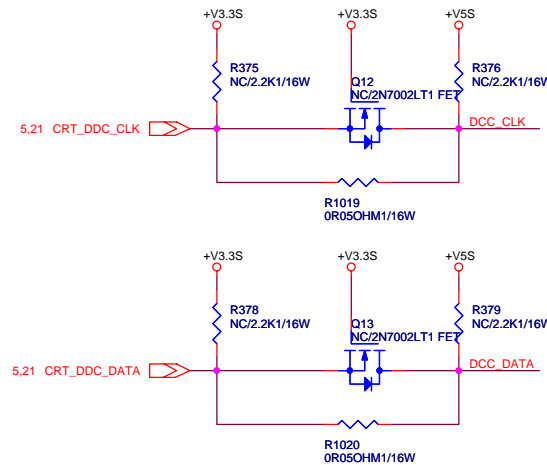 +V3.3S +V3.3S +V5S
R375
NC/2.2K1/16W
Q12
NC/2N7002LT1 FET
R376
NC/2.2K1/16W
5,21 CRT_DDC_CLK
DCC_CLK
R1019
0R05OHM1/16W
+V3.3S +V3.3S +V5S
R378
NC/2.2K1/16W
Q13
NC/2N7002LT1 FET
R379
NC/2.2K1/16W
5,21 CRT_DDC_DATA
DCC_DATA
R1020
0R05OHM1/16W